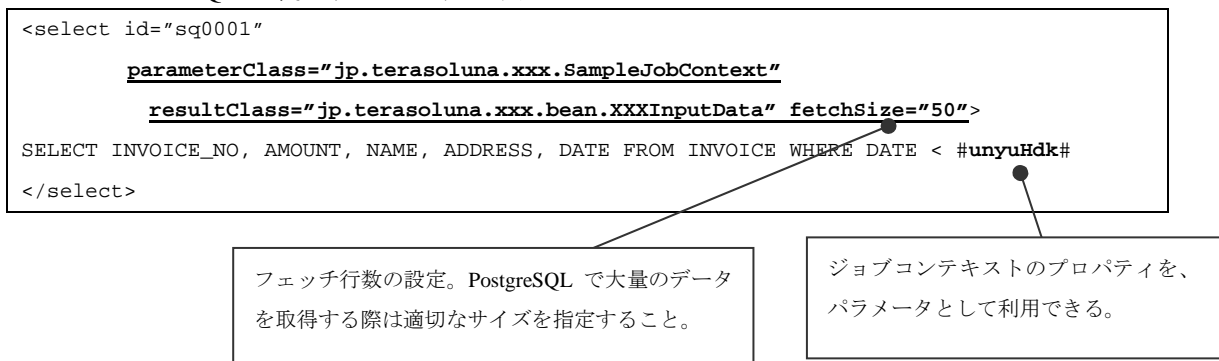 <select id="sq0001"
parameterClass="jp.terasoluna.xxx.SampleJobContext"
resultClass="jp.terasoluna.xxx.bean.XXXInputData" fetchSize="50">
SELECT INVOICE_NO, AMOUNT, NAME, ADDRESS, DATE FROM INVOICE WHERE DATE < #unyuHdk#
</select>
フェッチ行数の設定。PostgreSQL で大量のデータ
を取得する際は適切なサイズを指定すること。
ジョブコンテキストのプロパティを、
パラメータとして利用できる。